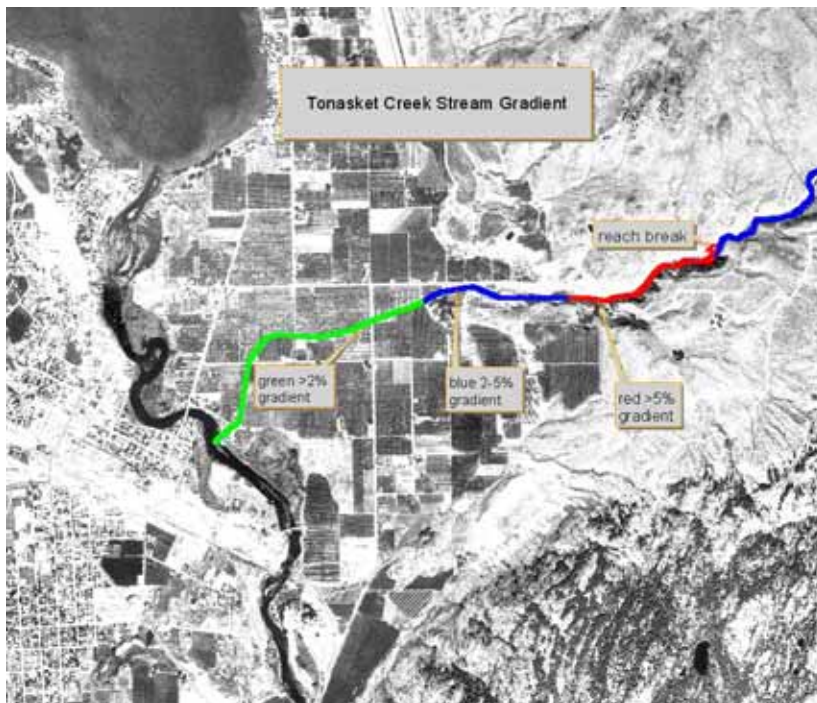 Tonasket Creek Stream Gradient
reach break
green >2%
gradient
blue 2-5%
gradient
red >5%
gradient